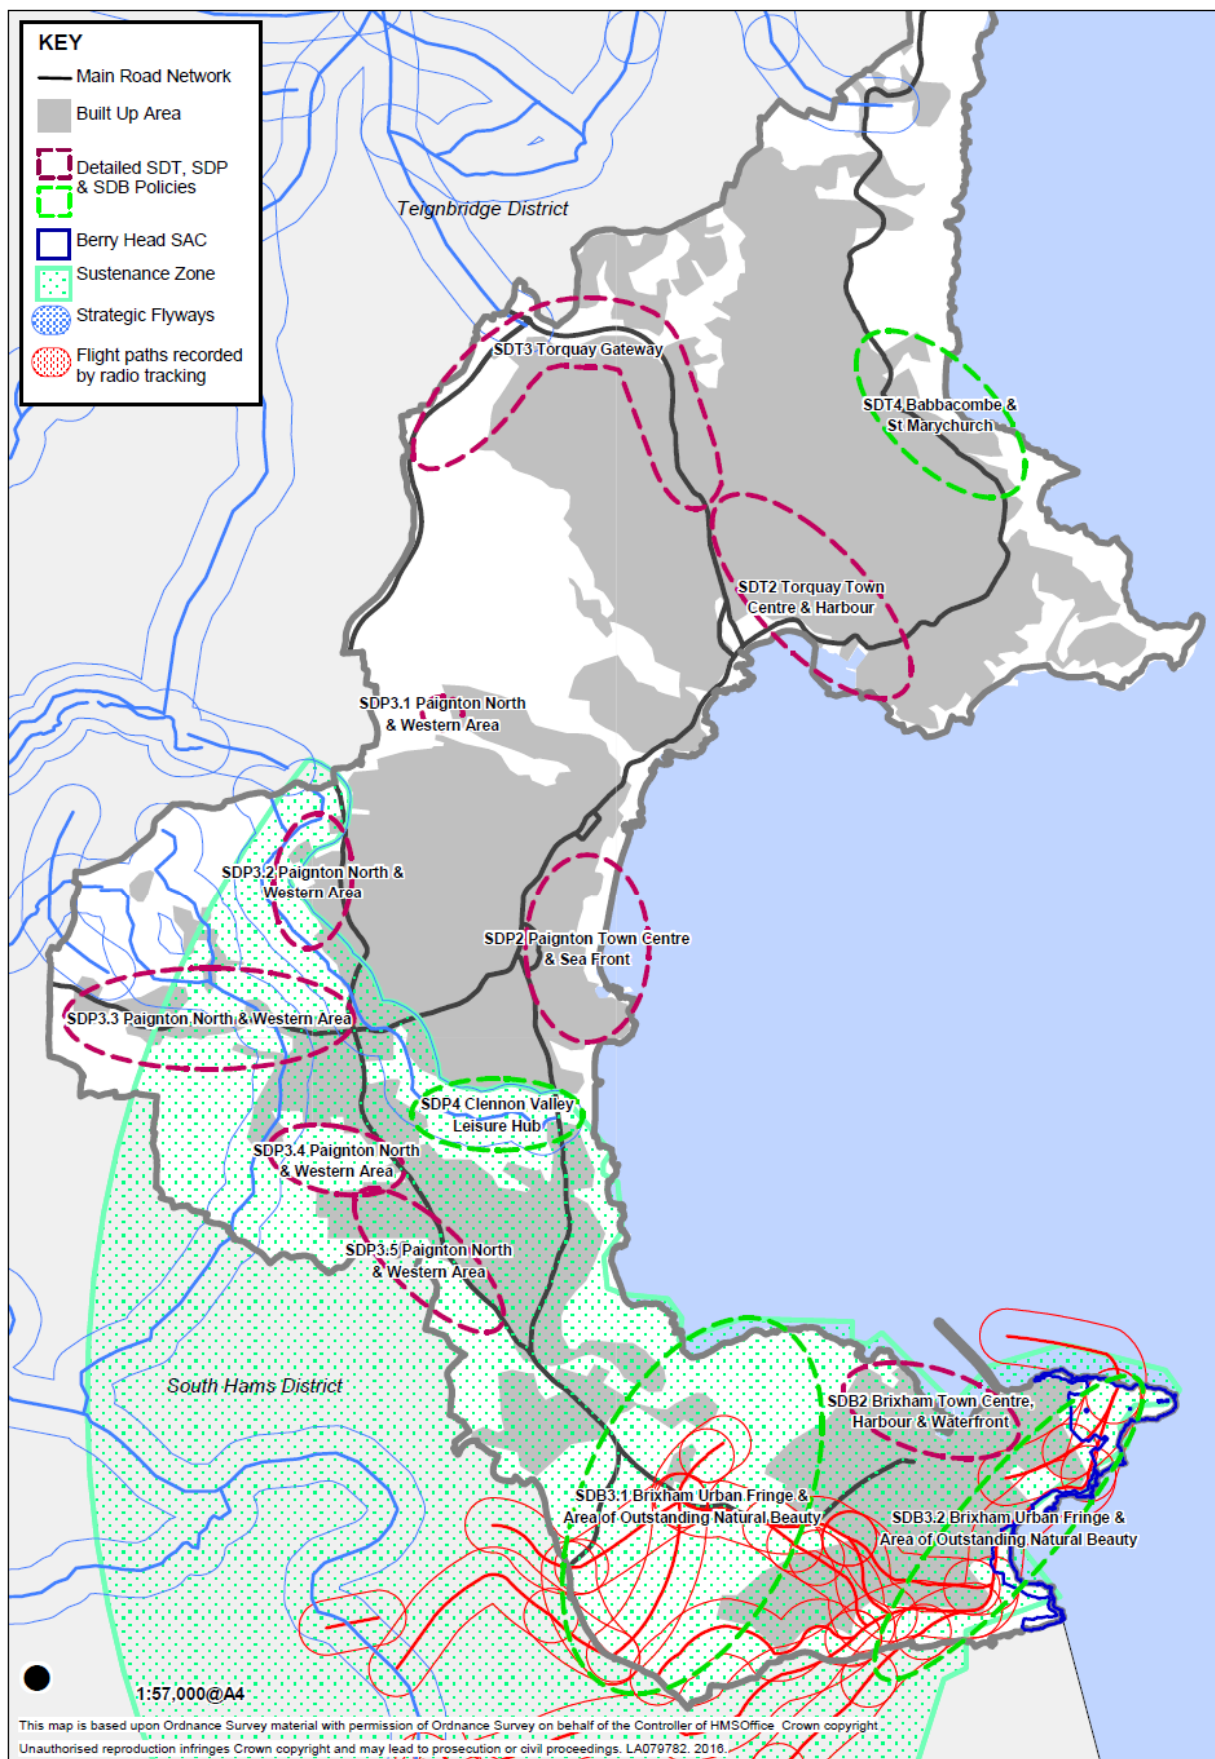 KEY
Main Road Network
Built Up Area
Detailed SDT, SDP
& SDB Policies
Berry Head SAC
Sustenance Zone
Strategic Flyways
Flight paths recorded
by radio tracking
Teignbridge District
SDT3 Torquay Gateway
SDT4 Babbacombe &
St Marychurch
SDT2 Torquay Town
Centre & Harbour
SDP3.1 Paignton North
& Western Area
SDP3.2 Paignton North &
Western Area
SDP2 Paignton Town Centre
& Sea Front
SDP3.3 Paignton North & Western Area
SDP4 Clennon Valley
Leisure Hub
SDP3.4 Paignton North
& Western Area
SDP3.5 Paignton North
& Western Area
South Hams District
SDB2 Brixham Town Centre,
Harbour & Waterfront
SDB3.1 Brixham Urban Fringe &
Area of Outstanding Natural Beauty
SDB3.2 Brixham Urban Fringe &
Area of Outstanding Natural Beauty
1:57,000@A4
This map is based upon Ordnance Survey material with permission of Ordnance Survey on behalf of the Controller of HMSOffice Crown copyright
Unauthorised reproduction infringes Crown copyright and may lead to prosecution or civil proceedings. LA079782. 2016.